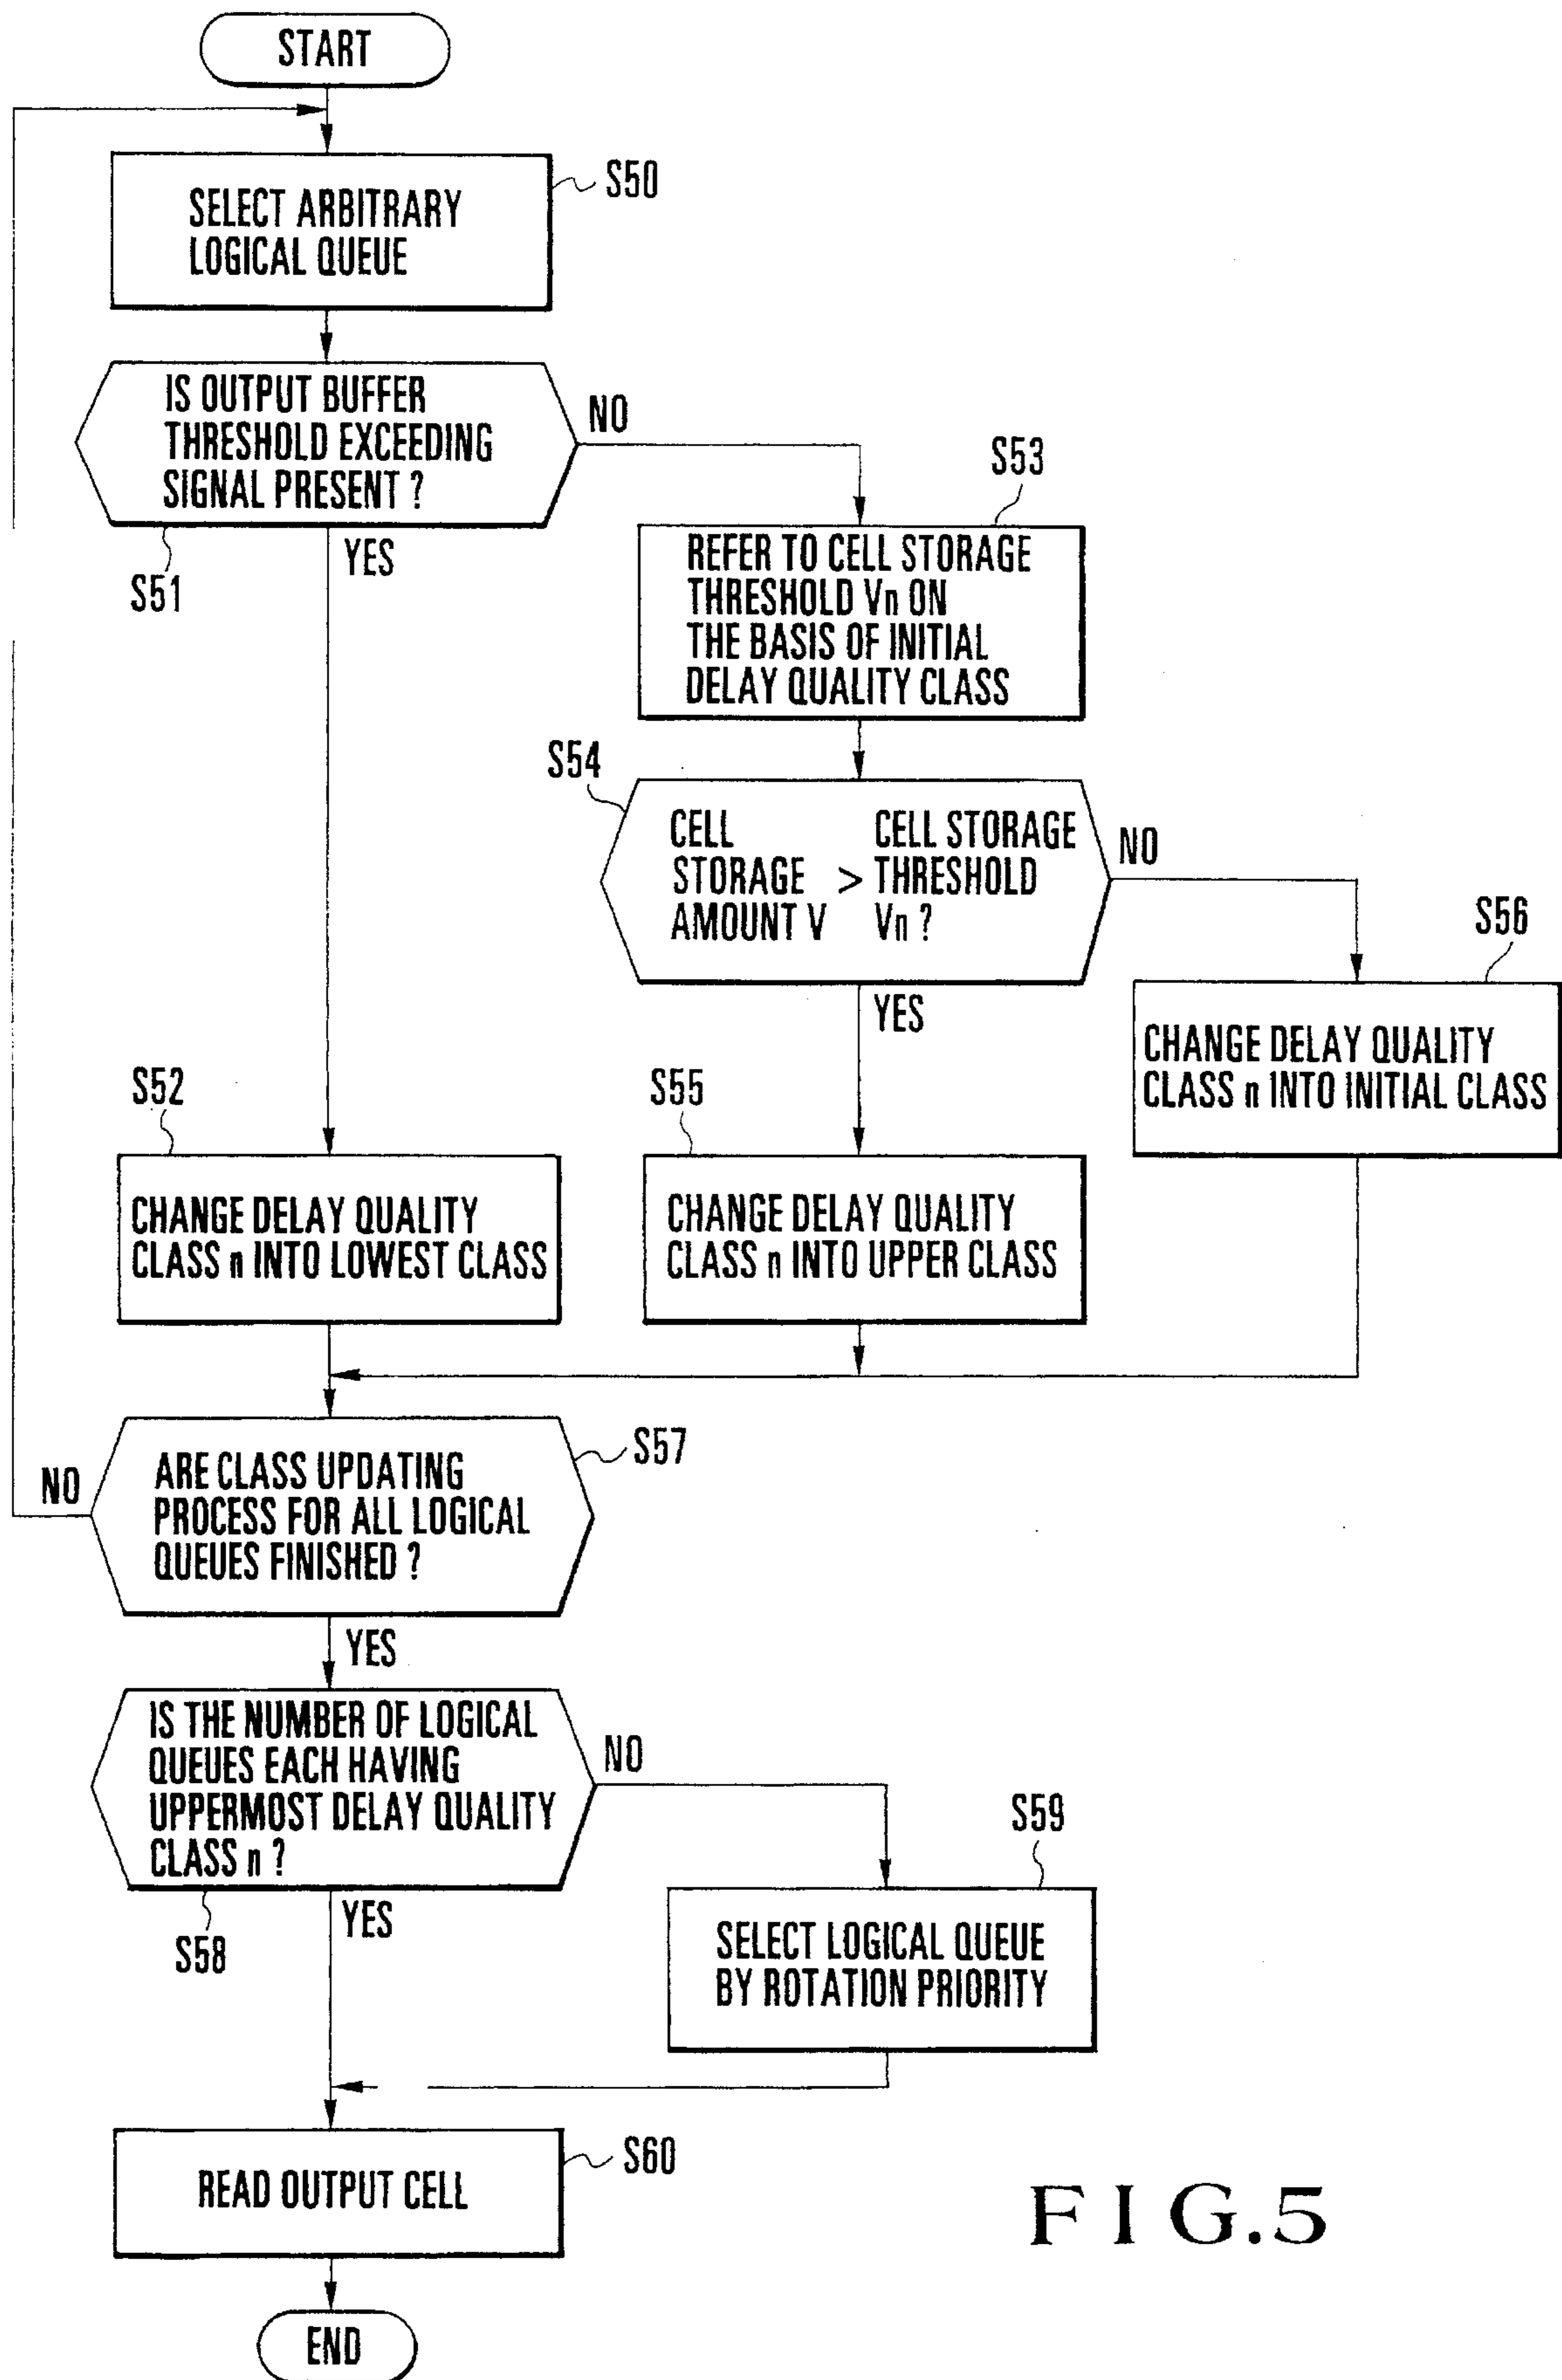 START
SELECT ARBITRARY
LOGICAL QUEUE
S50
IS OUTPUT BUFFER
THRESHOLD EXCEEDING
SIGNAL PRESENT ?
NO
S51
YES
S53
REFER TO CELL STORAGE
THRESHOLD Vn ON
THE BASIS OF INITIAL
DELAY QUALITY CLASS
S54
CELL
STORAGE
AMOUNT V
>
CELL STORAGE
THRESHOLD
Vn ?
NO
YES
S56
CHANGE DELAY QUALITY
CLASS n INTO INITIAL CLASS
S52
CHANGE DELAY QUALITY
CLASS n INTO LOWEST CLASS
S55
CHANGE DELAY QUALITY
CLASS n INTO UPPER CLASS
S57
NO
ARE CLASS UPDATING
PROCESS FOR ALL LOGICAL
QUEUES FINISHED ?
YES
IS THE NUMBER OF LOGICAL
QUEUES EACH HAVING
UPPERMOST DELAY QUALITY
CLASS n ?
NO
S58
YES
S59
SELECT LOGICAL QUEUE
BY ROTATION PRIORITY
READ OUTPUT CELL
S60
END
FIG.5